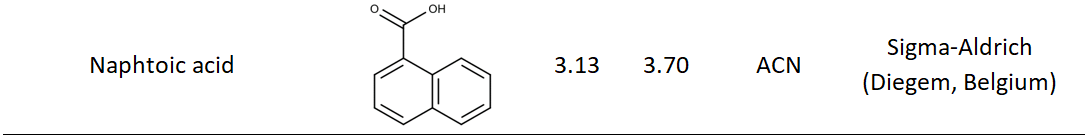 O
OH
Naphtoic acid
3.13
3.70
ACN
Sigma-Aldrich
(Diegem, Belgium)